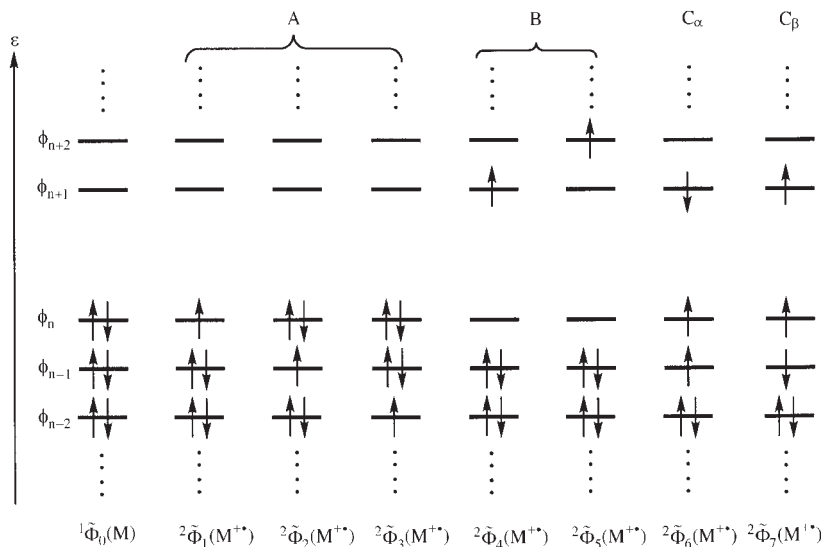 A B Cα Cβ
ε
ϕn+2
ϕn+1
ϕn
ϕn−1
ϕn−2
¹Φ̃₀(M) ²Φ̃₁(M⁺•) ²Φ̃₂(M⁺•) ²Φ̃₃(M⁺•) ²Φ̃₄(M⁺•) ²Φ̃₅(M⁺•) ²Φ̃₆(M⁺•) ²Φ̃₇(M⁺•)